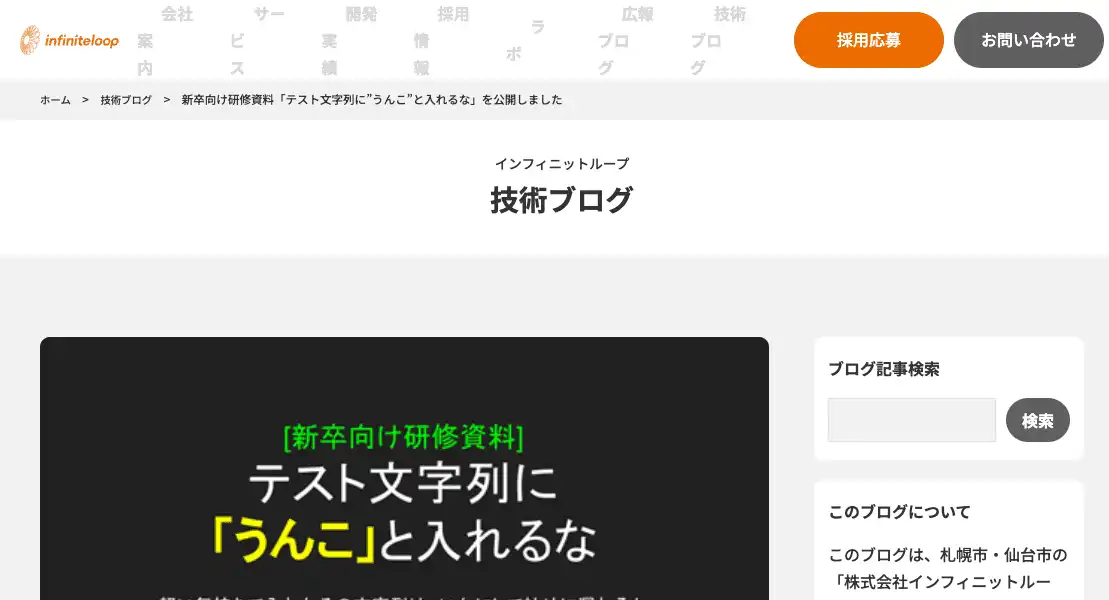 infiniteloop
会社案内
サービス
開発実績
採用情報
ラボ
広報ブログ
技術ブログ
採用応募
お問い合わせ
ホーム > 技術ブログ > 新卒向け研修資料「テスト文字列に”うんこ”と入れるな」を公開しました
インフィニットループ
技術ブログ
[新卒向け研修資料]
テスト文字列に
「うんこ」と入れるな
ブログ記事検索
検索
このブログについて
このブログは、札幌市・仙台市の
「株式会社インフィニットルー